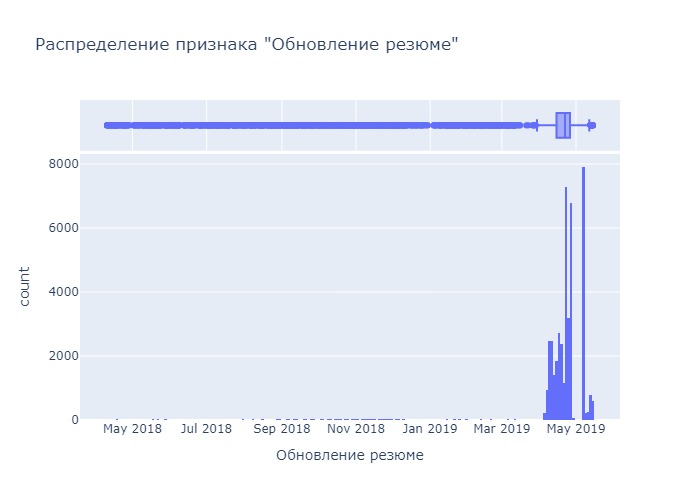 Распределение признака "Обновление резюме"
8000
6000
4000
2000
0
count
May 2018 Jul 2018 Sep 2018 Nov 2018 Jan 2019 Mar 2019 May 2019
Обновление резюме